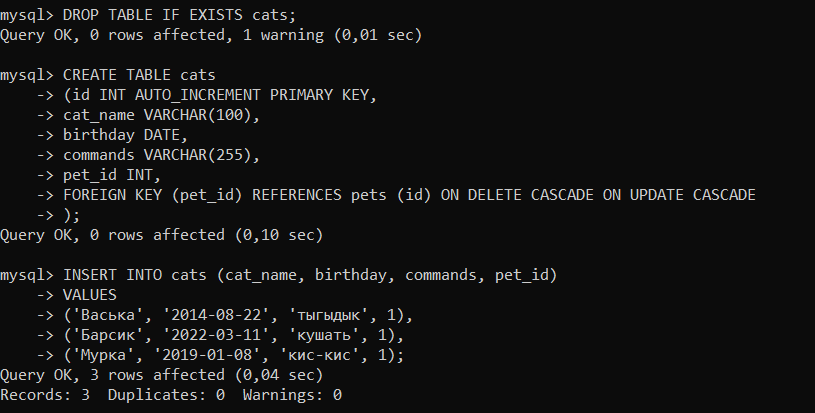 mysql> DROP TABLE IF EXISTS cats;
Query OK, 0 rows affected, 1 warning (0,01 sec)
mysql> CREATE TABLE cats
-> (id INT AUTO_INCREMENT PRIMARY KEY,
-> cat_name VARCHAR(100),
-> birthday DATE,
-> commands VARCHAR(255),
-> pet_id INT,
-> FOREIGN KEY (pet_id) REFERENCES pets (id) ON DELETE CASCADE ON UPDATE CASCADE
-> );
Query OK, 0 rows affected (0,10 sec)
mysql> INSERT INTO cats (cat_name, birthday, commands, pet_id)
-> VALUES
-> ('Васька', '2014-08-22', 'тыгыдык', 1),
-> ('Барсик', '2022-03-11', 'кушать', 1),
-> ('Мурка', '2019-01-08', 'кис-кис', 1);
Query OK, 3 rows affected (0,04 sec)
Records: 3  Duplicates: 0  Warnings: 0